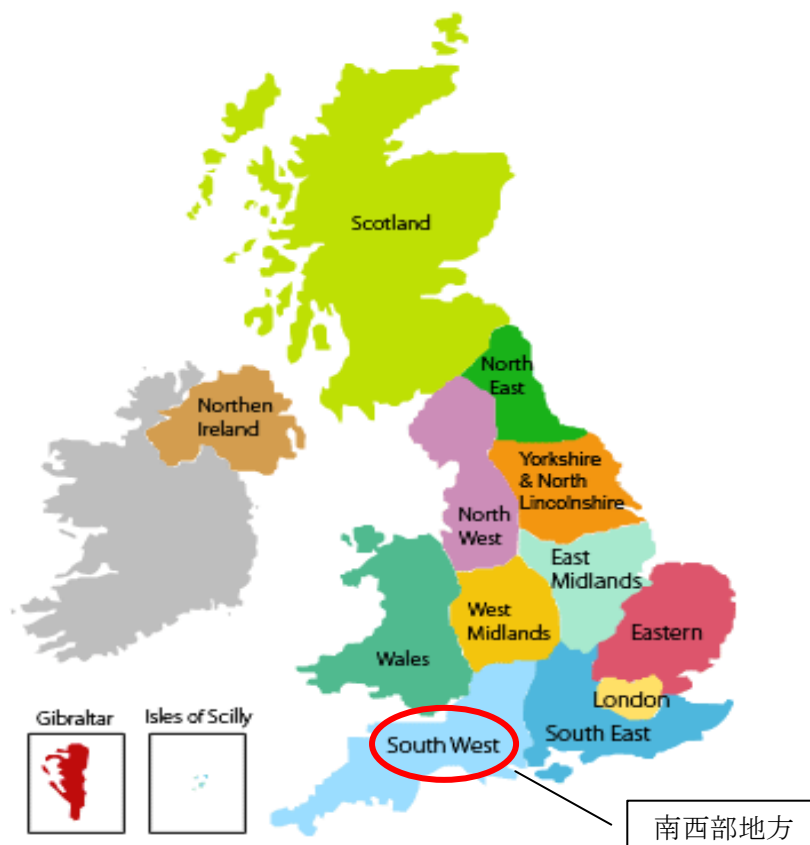 Scotland
North
East
Northen
Ireland
Yorkshire
& North
Lincolnshire
North
West
East
Midlands
West
Midlands
Eastern
Wales
London
Gibraltar
Isles of Scilly
South West
South East
南西部地方